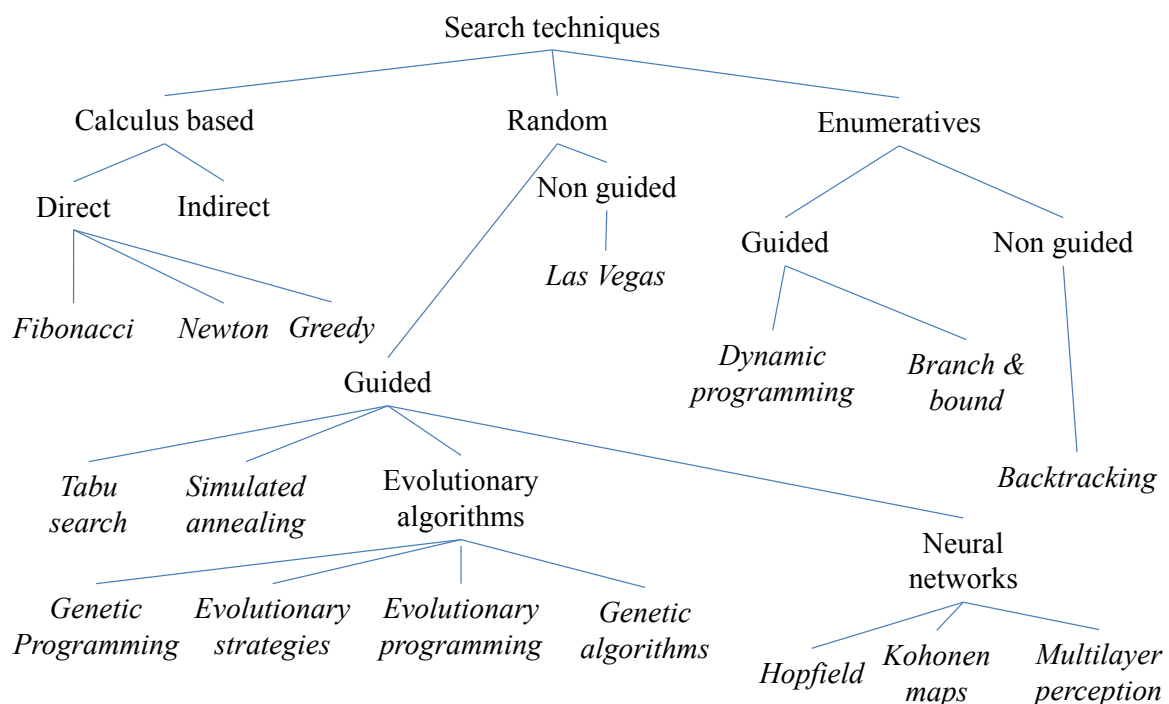 Search techniques
Calculus based
Random
Enumeratives
Direct
Indirect
Non guided
Guided
Non guided
Las Vegas
Fibonacci
Newton
Greedy
Dynamic
programming
Branch &
bound
Guided
Tabu
search
Simulated
annealing
Evolutionary
algorithms
Backtracking
Neural
networks
Genetic
Programming
Evolutionary
strategies
Evolutionary
programming
Genetic
algorithms
Hopfield
Kohonen
maps
Multilayer
perception